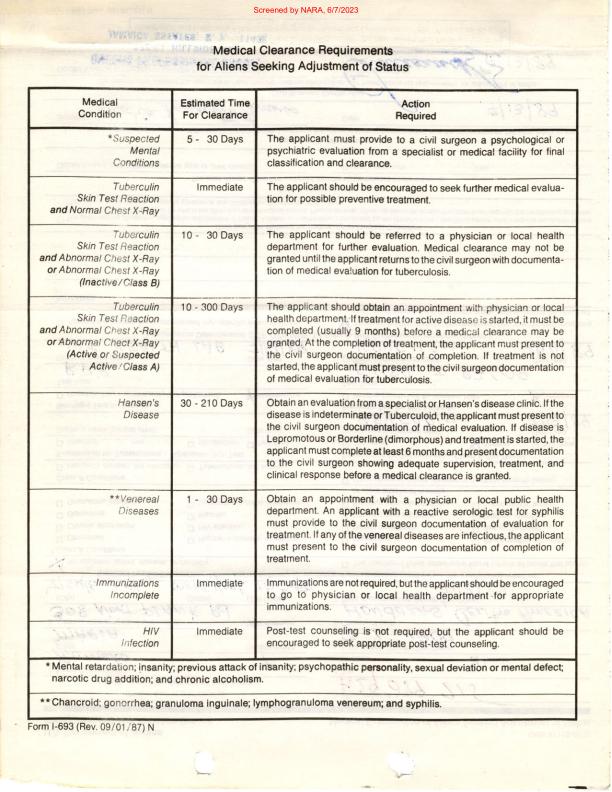 Screened by NARA, 6/7/2023
Medical Clearance Requirements
for Aliens Seeking Adjustment of Status
Medical
Condition
Estimated Time
For Clearance
Action
Required
*Suspected
Mental
Conditions
5 - 30 Days
The applicant must provide to a civil surgeon a psychological or
psychiatric evaluation from a specialist or medical facility for final
classification and clearance.
Tuberculin
Skin Test Reaction
and Normal Chest X-Ray
Immediate
The applicant should be encouraged to seek further medical evalua-
tion for possible preventive treatment.
Tuberculin
Skin Test Reaction
and Abnormal Chest X-Ray
or Abnormal Chest X-Ray
(Inactive/Class B)
10 - 30 Days
The applicant should be referred to a physician or local health
department for further evaluation. Medical clearance may not be
granted until the applicant returns to the civil surgeon with documenta-
tion of medical evaluation for tuberculosis.
Tuberculin
Skin Test Reaction
and Abnormal Chest X-Ray
or Abnormal Chect X-Ray
(Active or Suspected
Active/Class A)
10 - 300 Days
The applicant should obtain an appointment with physician or local
health department. If treatment for active disease is started, it must be
completed (usually 9 months) before a medical clearance may be
granted. At the completion of treatment, the applicant must present to
the civil surgeon documentation of completion. If treatment is not
started, the applicant must present to the civil surgeon documentation
of medical evaluation for tuberculosis.
Hansen's
Disease
30 - 210 Days
Obtain an evaluation from a specialist or Hansen's disease clinic. If the
disease is indeterminate or Tuberculoid, the applicant must present to
the civil surgeon documentation of medical evaluation. If disease is
Lepromotous or Borderline (dimorphous) and treatment is started, the
applicant must complete at least 6 months and present documentation
to the civil surgeon showing adequate supervision, treatment, and
clinical response before a medical clearance is granted.
**Venereal
Diseases
1 - 30 Days
Obtain an appointment with a physician or local public health
department. An applicant with a reactive serologic test for syphilis
must provide to the civil surgeon documentation of evaluation for
treatment. If any of the venereal diseases are infectious, the applicant
must present to the civil surgeon documentation of completion of
treatment.
Immunizations
Incomplete
Immediate
Immunizations are not required, but the applicant should be encouraged
to go to physician or local health department for appropriate
immunizations.
HIV
Infection
Immediate
Post-test counseling is not required, but the applicant should be
encouraged to seek appropriate post-test counseling.
*Mental retardation; insanity; previous attack of insanity; psychopathic personality, sexual deviation or mental defect;
narcotic drug addition; and chronic alcoholism.
**Chancroid; gonorrhea; granuloma inguinale; lymphogranuloma venereum; and syphilis.
Form I-693 (Rev. 09/01/87) N